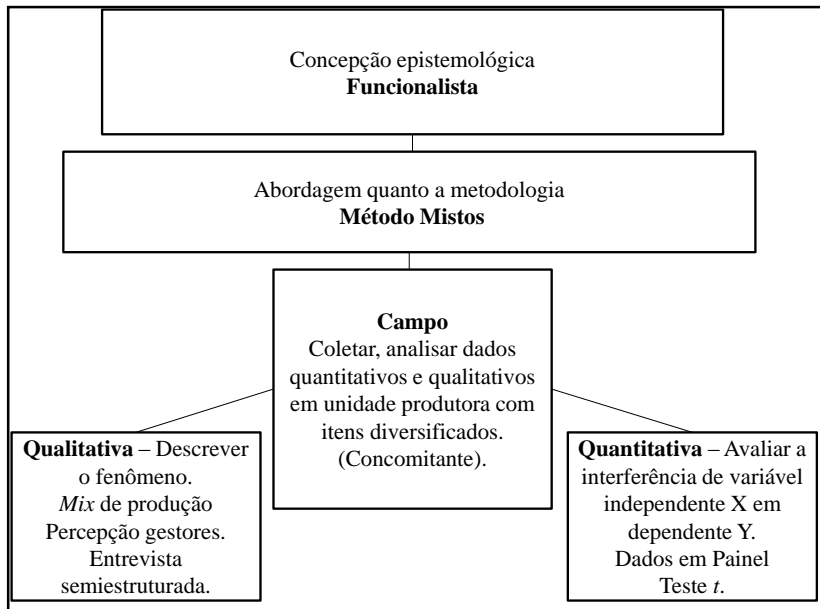 Concepção epistemológica
Funcionalista
Abordagem quanto a metodologia
Método Mistos
Campo
Coletar, analisar dados
quantitativos e qualitativos
em unidade produtora com
itens diversificados.
(Concomitante).
Qualitativa – Descrever
o fenômeno.
Mix de produção
Percepção gestores.
Entrevista
semiestruturada.
Quantitativa – Avaliar a
interferência de variável
independente X em
dependente Y.
Dados em Painel
Teste t.